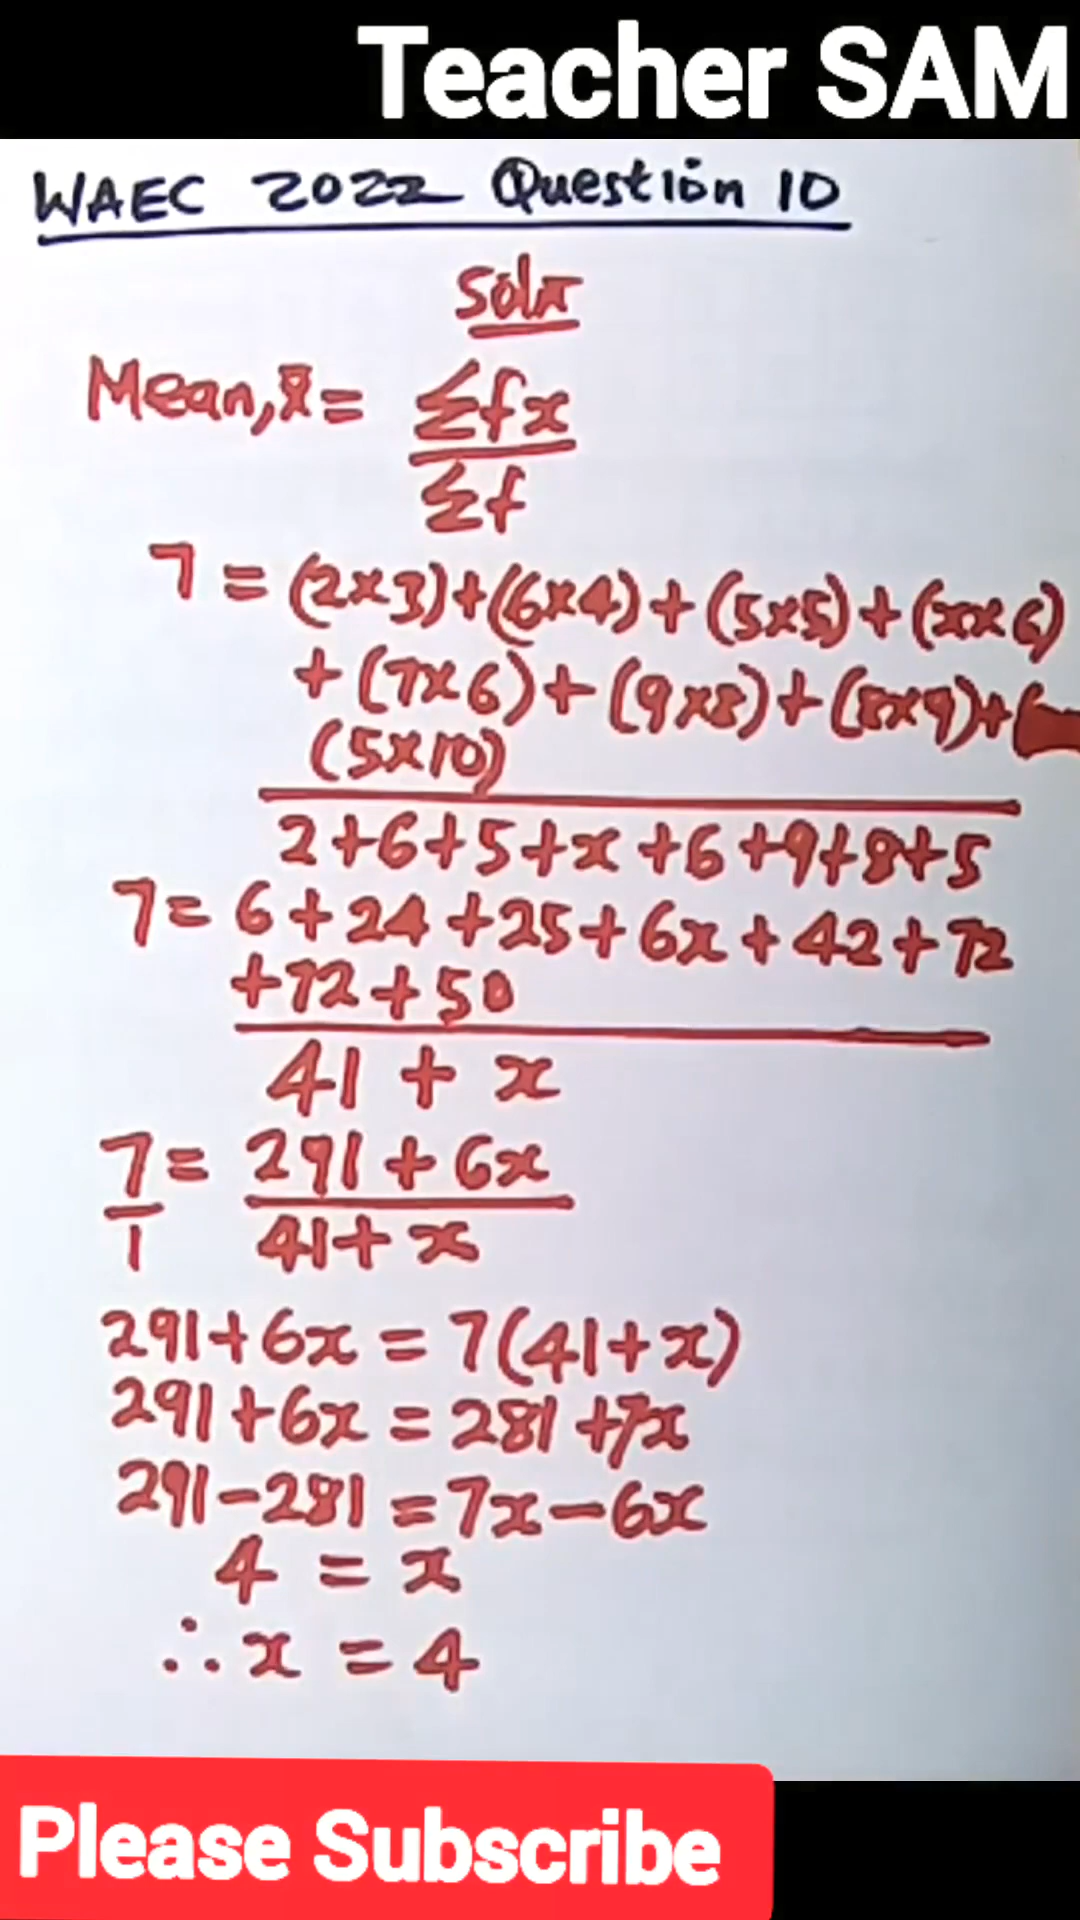 Teacher SAM
WAEC 2022 Question 10
Soln
Mean, x̄ = Σfx
Σf
7 = (2×3)+(6×4)+(5×5)+(x×6)
+(7×6)+(9×8)+(8×9)+(
(5×10)
2+6+5+x+6+9+8+5
7= 6+24+25+6x+42+72
+72+50
41 + x
7= 291+6x
1 41+x
291+6x = 7(41+x)
291+6x = 281+7x
291-281 = 7x-6x
4 = x
∴ x = 4
Please Subscribe